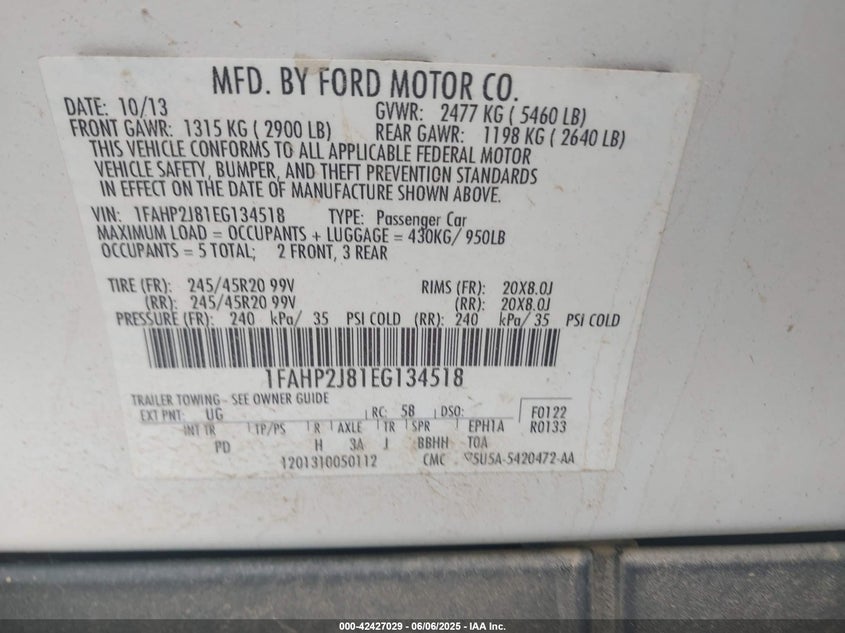 MFD. BY FORD MOTOR CO.
DATE: 10/13 GVWR: 2477 KG ( 5460 LB)
FRONT GAWR: 1315 KG ( 2900 LB) REAR GAWR: 1198 KG ( 2640 LB)
THIS VEHICLE CONFORMS TO ALL APPLICABLE FEDERAL MOTOR
VEHICLE SAFETY, BUMPER, AND THEFT PREVENTION STANDARDS
IN EFFECT ON THE DATE OF MANUFACTURE SHOWN ABOVE.
VIN: 1FAHP2J81EG134518 TYPE: Passenger Car
MAXIMUM LOAD = OCCUPANTS + LUGGAGE = 430KG/ 950LB
OCCUPANTS = 5 TOTAL; 2 FRONT, 3 REAR
TIRE (FR): 245/45R20 99V RIMS (FR): 20X8.0J
(RR): 245/45R20 99V (RR): 20X8.0J
PRESSURE (FR): 240 kPa/ 35 PSI COLD (RR): 240 kPa/ 35 PSI COLD
1FAHP2J81EG134518
TRAILER TOWING - SEE OWNER GUIDE
EXT PNT: UG RC: 58 DSO: F0122
INT TR TP/PS R AXLE TR SPR EPH1A R0133
PD H 3A J BBHH TOA
1201310050112 CMC 5U5A-5420472-AA
000-42427029 - 06/06/2025 - IAA Inc.